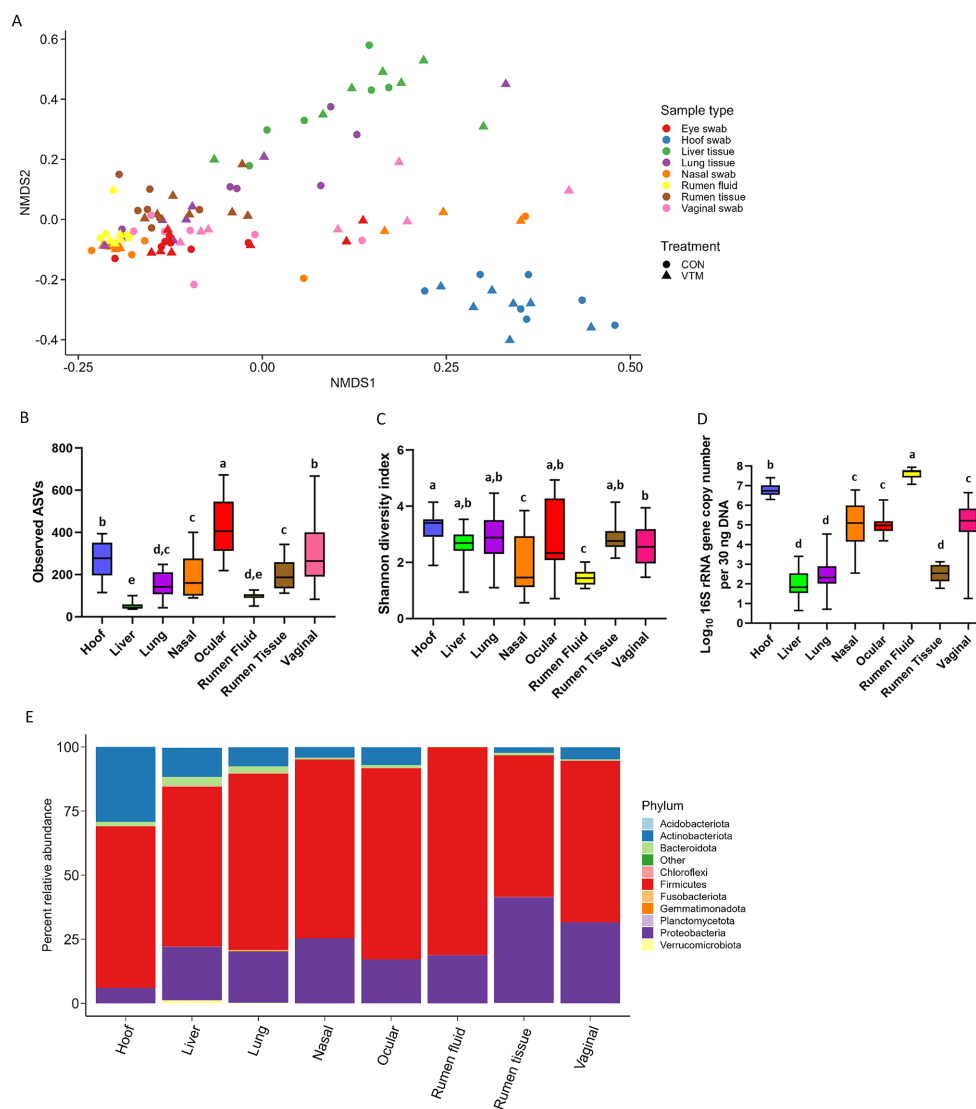 A
0.6
0.4
0.2
0.0
-0.2
-0.4
NMDS2
-0.25
0.00
0.25
0.50
NMDS1
Sample type
Eye swab
Hoof swab
Liver tissue
Lung tissue
Nasal swab
Rumen fluid
Rumen tissue
Vaginal swab
Treatment
CON
VTM
B
Observed ASVs
800
600
400
200
0
b
e
d,c
c
a
d,e
c
b
Hoof
Liver
Lung
Nasal
Ocular
Rumen Fluid
Rumen Tissue
Vaginal
C
Shannon diversity index
6
4
2
0
a
a,b
a,b
c
a,b
c
a,b
b
Hoof
Liver
Lung
Nasal
Ocular
Rumen Fluid
Rumen Tissue
Vaginal
D
Log10 16S rRNA gene copy number
per 30 ng DNA
8
7
6
5
4
3
2
1
0
b
d
d
c
c
a
d
c
Hoof
Liver
Lung
Nasal
Ocular
Rumen Fluid
Rumen Tissue
Vaginal
E
Percent relative abundance
100
75
50
25
0
Hoof
Liver
Lung
Nasal
Ocular
Rumen fluid
Rumen tissue
Vaginal
Phylum
Acidobacteriota
Actinobacteriota
Bacteroidota
Other
Chloroflexi
Firmicutes
Fusobacteriota
Gemmatimonadota
Planctomycetota
Proteobacteria
Verrucomicrobiota